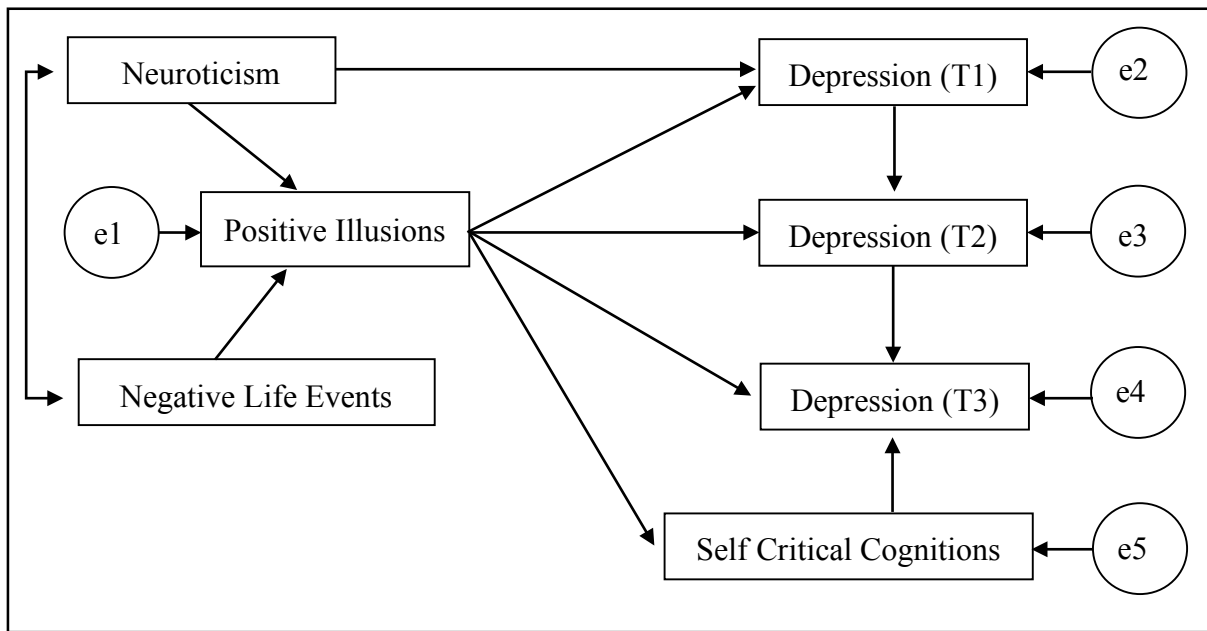 Neuroticism
Depression (T1)
e2
e1
Positive Illusions
Depression (T2)
e3
Negative Life Events
Depression (T3)
e4
Self Critical Cognitions
e5